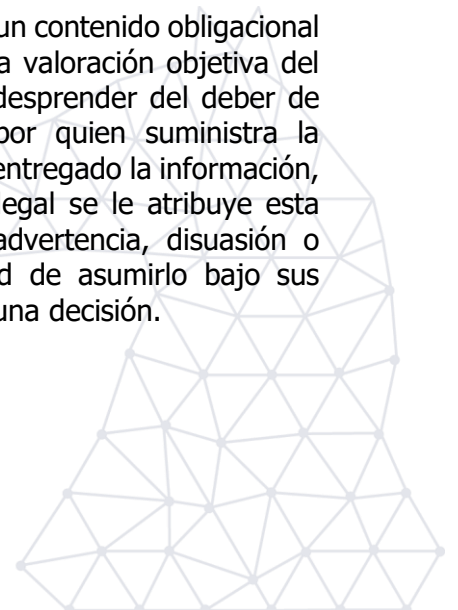 un contenido obligacional
a valoración objetiva del
desprender del deber de
por quien suministra la
entregado la información,
egal se le atribuye esta
advertencia, disuasión o
d de asumirlo bajo sus
una decisión.